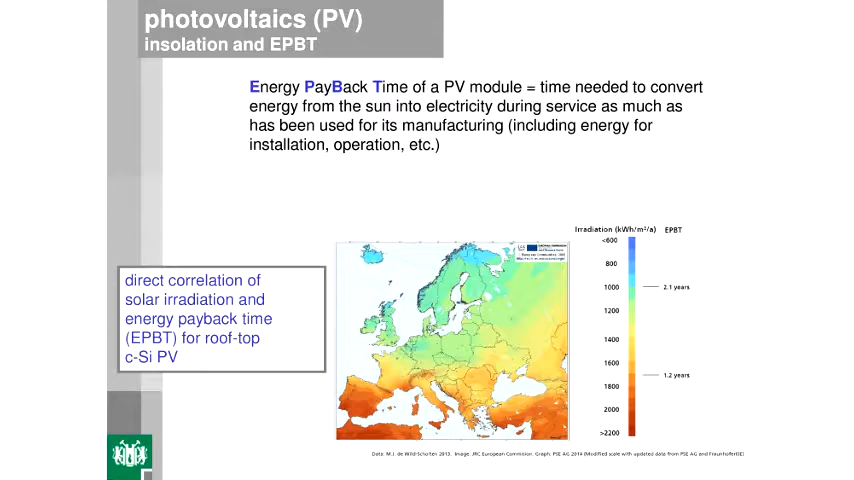 photovoltaics (PV)
insolation and EPBT
Energy PayBack Time of a PV module = time needed to convert
energy from the sun into electricity during service as much as
has been used for its manufacturing (including energy for
installation, operation, etc.)
direct correlation of
solar irradiation and
energy payback time
(EPBT) for roof-top
c-Si PV
Irradiation (kWh/m²/a) EPBT
<600
800
1000 2.1 years
1200
1400
1600
1.2 years
1800
2000
>2200
Data: M.J. de Wild-Scholten 2013. Image: JRC European Commision. Graph: PSE AG 2014 (Modified scale with updated data from PSE AG and FraunhoferISE)